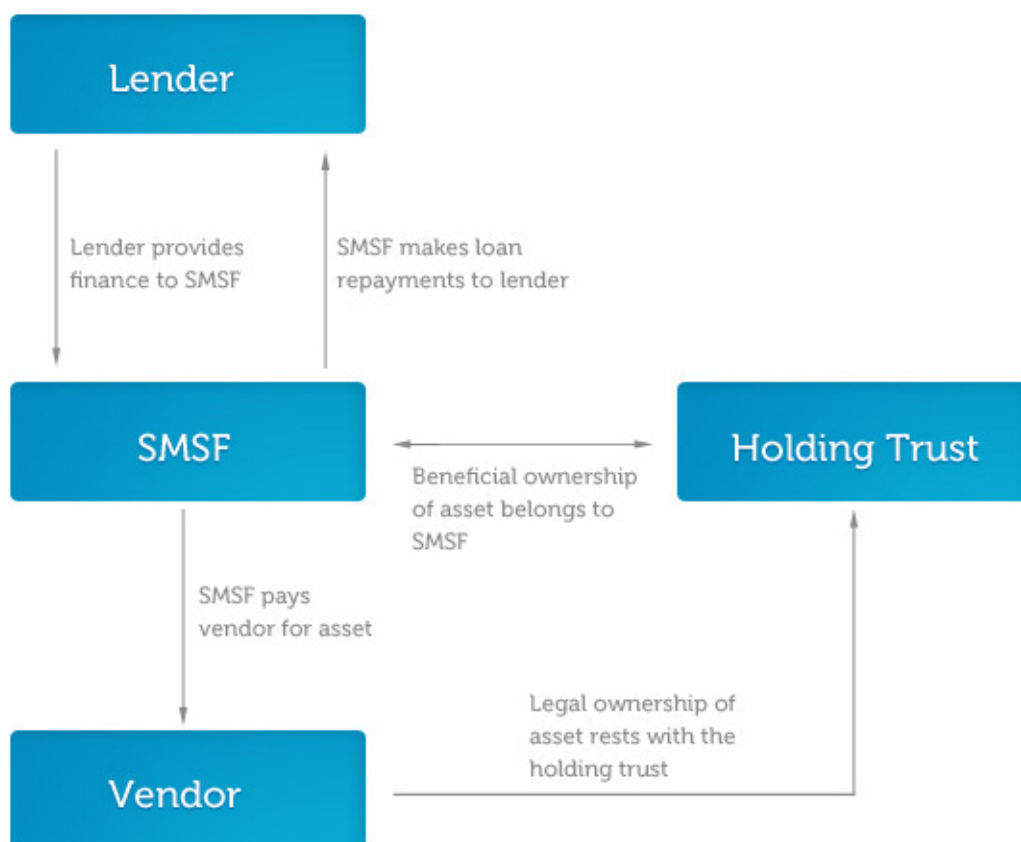 Lender
Lender provides
finance to SMSF
SMSF makes loan
repayments to lender
SMSF
Holding Trust
Beneficial ownership
of asset belongs to
SMSF
SMSF pays
vendor for asset
Legal ownership of
asset rests with the
holding trust
Vendor